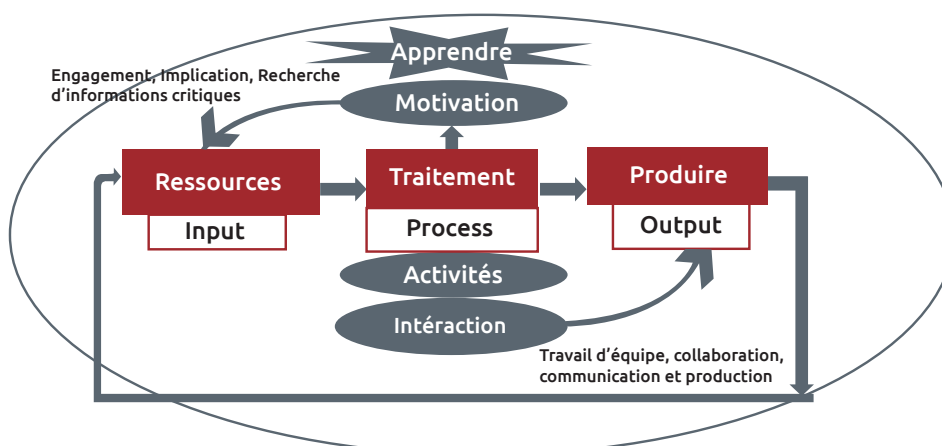 Apprendre
Engagement, Implication, Recherche
d'informations critiques
Motivation
Ressources
Traitement
Produire
Input
Process
Output
Activités
Intéraction
Travail d'équipe, collaboration,
communication et production